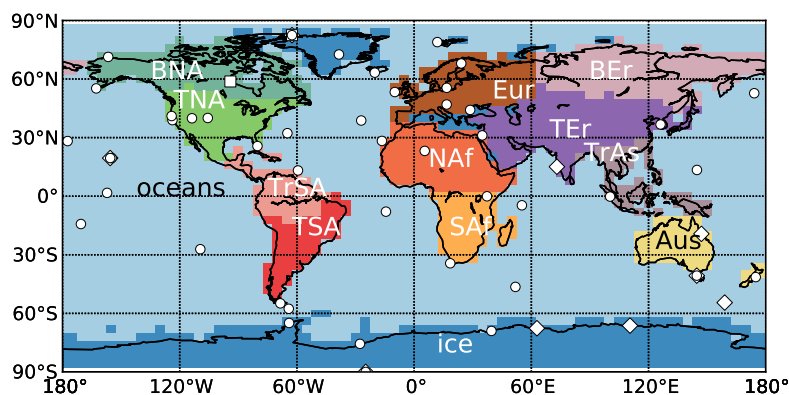 90°N
60°N
30°N
0°
30°S
60°S
90°S
BNA
BEr
TNA
Eur
TEr
TrAs
NAf
oceans
TrSA
TSA
SAf
Aus
ice
180° 120°W 60°W 0° 60°E 120°E 180°